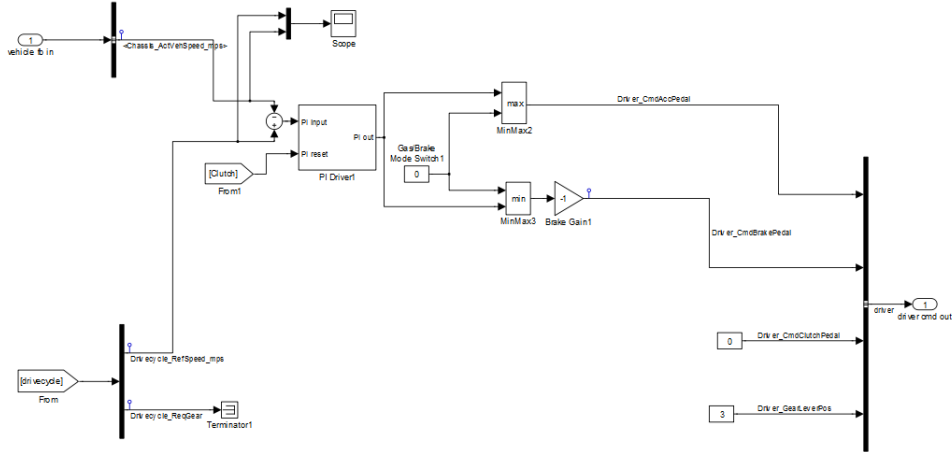 1
vehicle fb in
<Chassis_ActVehSpeed_mps>
Scope
PI input
PI reset
PI out
PI Driver1
[Clutch]
From1
Gas/Brake
Mode Switch1
0
max
MinMax2
Driver_CmdAccPedal
min
MinMax3
-1
Brake Gain1
Driver_CmdBrakePedal
driver
1
driver cmd out
0
Driver_CmdClutchPedal
3
Driver_GearLeverPos
[drivecycle]
From
Drivecycle_RefSpeed_mps
Drivecycle_ReqGear
Terminator1